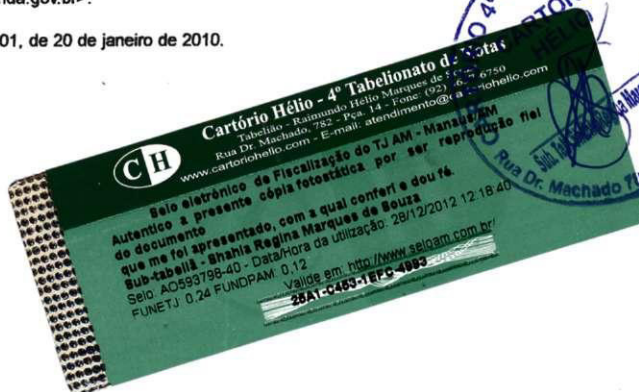 nda.gov.br>.
01, de 20 de janeiro de 2010.
CH
Cartório Hélio - 4º Tabelionato de Notas
Tabelião - Raimundo Hélio Marques de
Rua Dr. Machado, 782 - Pça. 14 - Fone: (92)
www.cartoriohelio.com - E-mail: atendimento@cartoriohelio.com
Selo eletrônico de Fiscalização do TJ AM - Manaus/AM
Autentico a presente cópia fotostática por ser reprodução fiel
do documento
que me foi apresentado, com a qual conferi e dou fé.
Sub-tabeliã - Shahla Regina Marques de Souza
Selo: AO593798-40 - Data/Hora da utilização: 28/12/2012 12:18:40
FUNETJ: 0.24 FUNDPAM: 0,12
Valide em: http://www.seloam.com.br/
CARTÓRIO
HÉLIO
Rua Dr. Machado